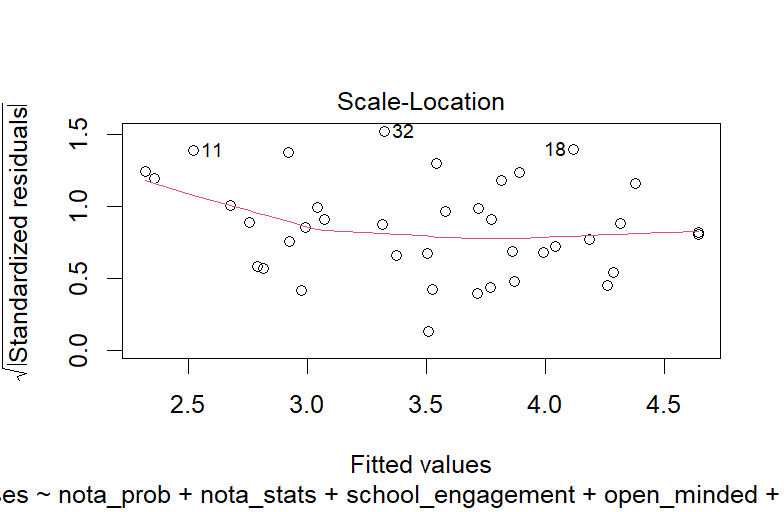 Scale-Location
√|Standardized residuals|
1.5
1.0
0.5
0.0
11
32
18
2.5 3.0 3.5 4.0 4.5
Fitted values
ses ~ nota_prob + nota_stats + school_engagement + open_minded +